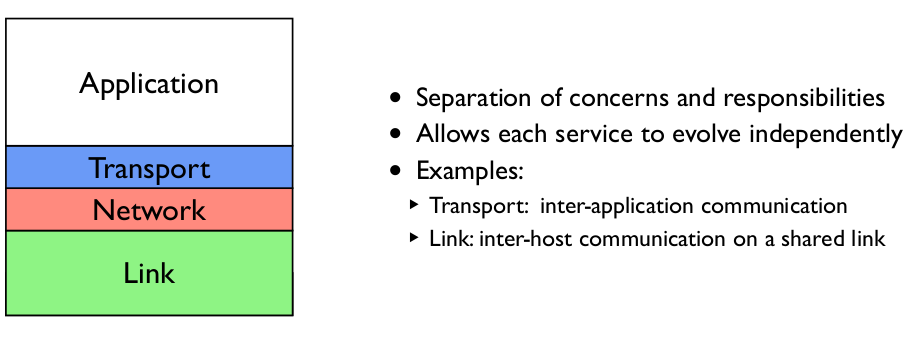 Application
Transport
Network
Link
• Separation of concerns and responsibilities
• Allows each service to evolve independently
• Examples:
‣ Transport: inter-application communication
‣ Link: inter-host communication on a shared link